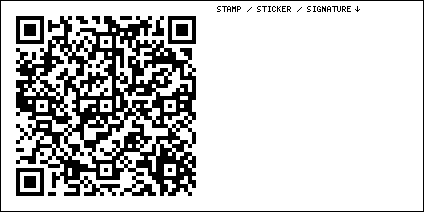 STAMP / STICKER / SIGNATURE ↓